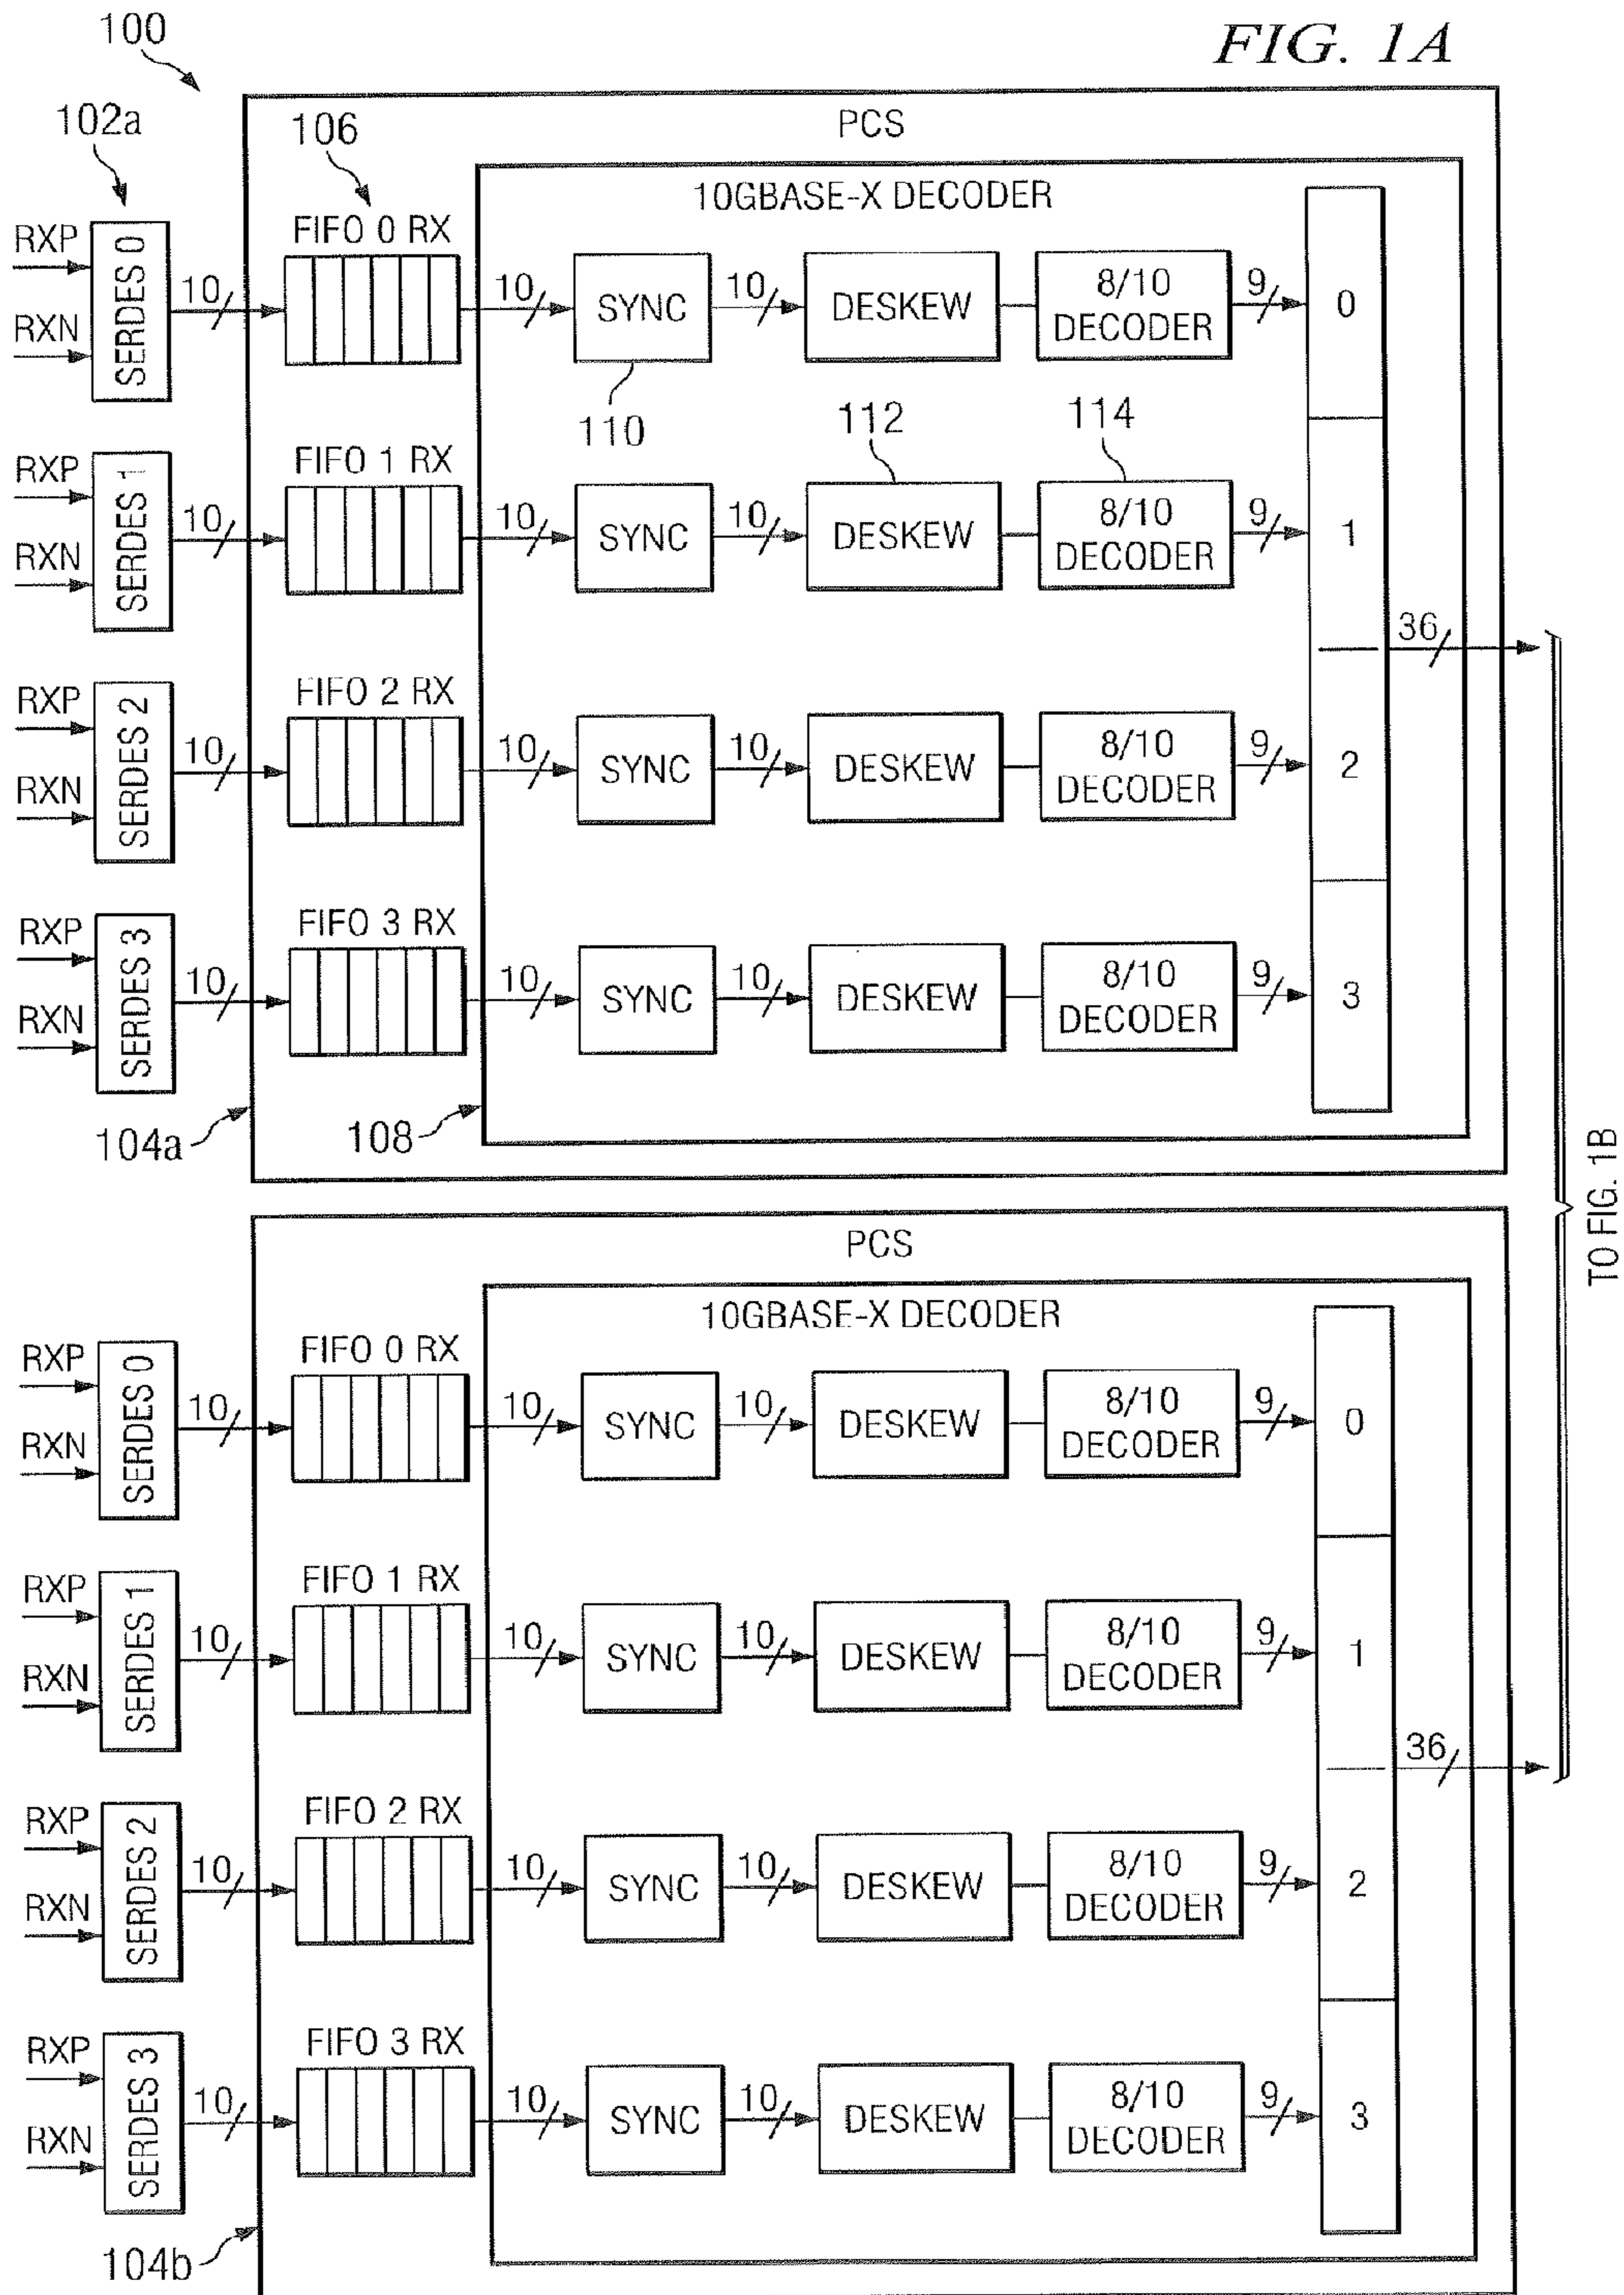 FIG. 1A
100
102a
PCS
106
10GBASE-X DECODER
FIFO 0 RX
RXP
RXN
SERDES 0
10
10
SYNC
10
DESKEW
8/10
DECODER
9
0
110
112
114
FIFO 1 RX
RXP
RXN
SERDES 1
10
10
SYNC
10
DESKEW
8/10
DECODER
9
1
36
FIFO 2 RX
RXP
RXN
SERDES 2
10
10
SYNC
10
DESKEW
8/10
DECODER
9
2
FIFO 3 RX
RXP
RXN
SERDES 3
10
10
SYNC
10
DESKEW
8/10
DECODER
9
3
104a
108
TO FIG. 1B
PCS
10GBASE-X DECODER
FIFO 0 RX
RXP
RXN
SERDES 0
10
10
SYNC
10
DESKEW
8/10
DECODER
9
0
FIFO 1 RX
RXP
RXN
SERDES 1
10
10
SYNC
10
DESKEW
8/10
DECODER
9
1
36
FIFO 2 RX
RXP
RXN
SERDES 2
10
10
SYNC
10
DESKEW
8/10
DECODER
9
2
FIFO 3 RX
RXP
RXN
SERDES 3
10
10
SYNC
10
DESKEW
8/10
DECODER
9
3
104b